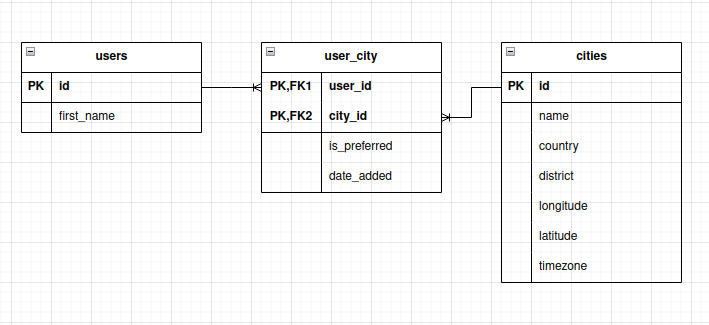 users
PK id
first_name
user_city
PK,FK1 user_id
PK,FK2 city_id
is_preferred
date_added
cities
PK id
name
country
district
longitude
latitude
timezone